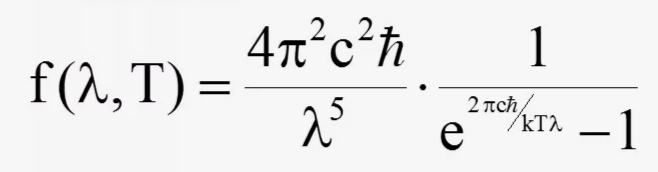 f(λ,T) = 4π²c²ħ/λ⁵ · 1/(e^(2πcħ/kTλ) − 1)